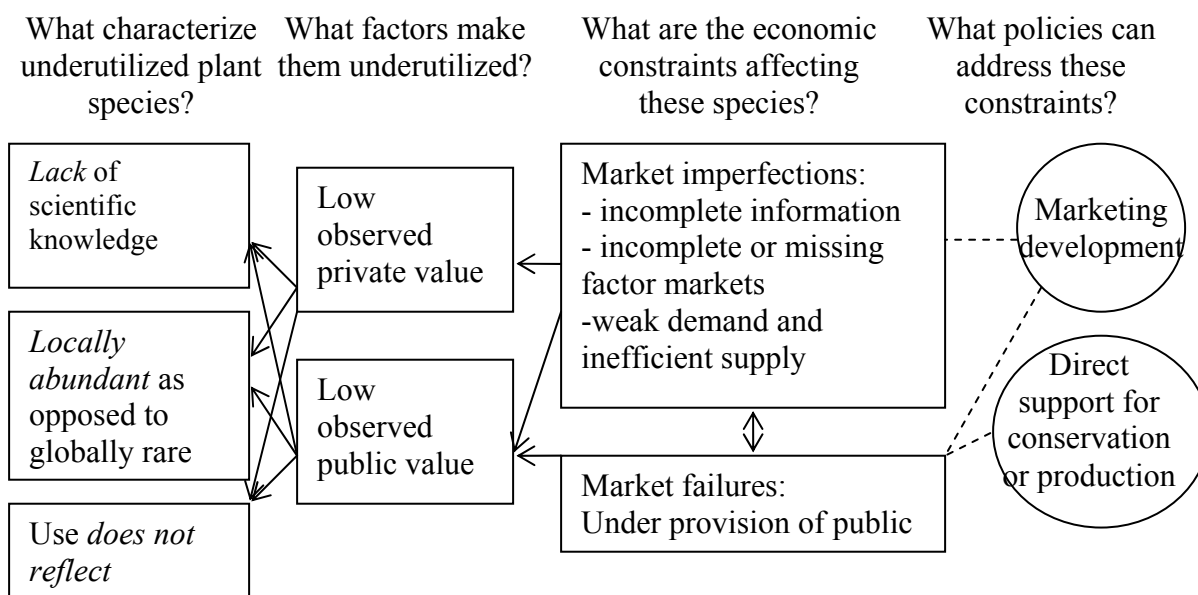 What characterize
underutilized plant
species?
What factors make
them underutilized?
What are the economic
constraints affecting
these species?
What policies can
address these
constraints?
Lack of
scientific
knowledge
Locally
abundant as
opposed to
globally rare
Use does not
reflect
Low
observed
private value
Low
observed
public value
Market imperfections:
- incomplete information
- incomplete or missing
factor markets
-weak demand and
inefficient supply
Market failures:
Under provision of public
Marketing
development
Direct
support for
conservation
or production